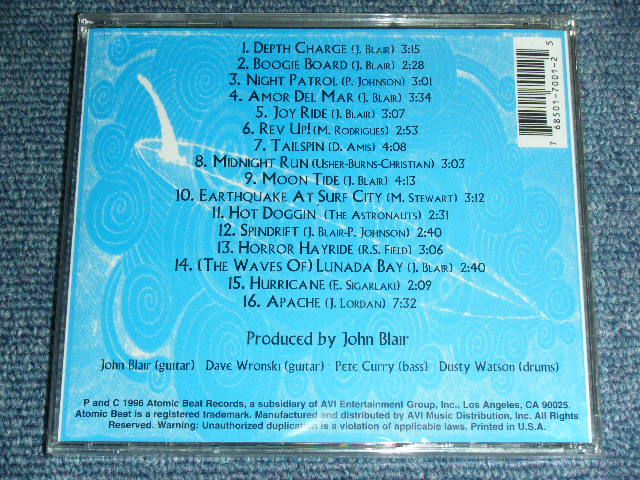 1. Depth Charge (J. Blair) 3:15
2. Boogie Board (J. Blair) 2:28
3. Night Patrol (P. Johnson) 3:01
4. Amor Del Mar (J. Blair) 3:34
5. Joy Ride (J. Blair) 3:07
6. Rev Up! (M. Rodrigues) 2:53
7. Tailspin (D. Amis) 4:08
8. Midnight Run (Usher-Burns-Christian) 3:03
9. Moon Tide (J. Blair) 4:13
10. Earthquake At Surf City (M. Stewart) 3:12
11. Hot Doggin (The Astronauts) 2:31
12. Spindrift (J. Blair-P. Johnson) 2:40
13. Horror Hayride (R.S. Field) 3:06
14. (The Waves Of) Lunada Bay (J. Blair) 2:40
15. Hurricane (E. Sigarlaki) 2:09
16. Apache (J. Lordan) 7:32
Produced by John Blair
John Blair (guitar) · Dave Wronski (guitar) · Pete Curry (bass) · Dusty Watson (drums)
P and C 1996 Atomic Beat Records, a subsidiary of AVI Entertainment Group, Inc., Los Angeles, CA 90025.
Atomic Beat is a registered trademark. Manufactured and distributed by AVI Music Distribution, Inc. All Rights
Reserved. Warning: Unauthorized duplication is a violation of applicable laws. Printed in U.S.A.
7 68501-7001-2 5